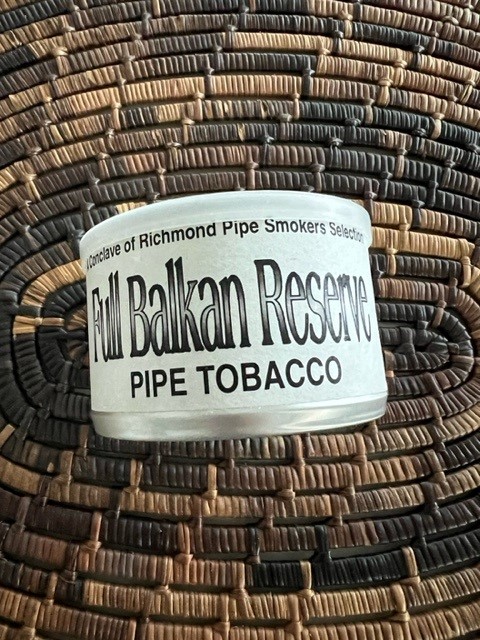 A Conclave of Richmond Pipe Smokers Selection
Full Balkan Reserve
PIPE TOBACCO